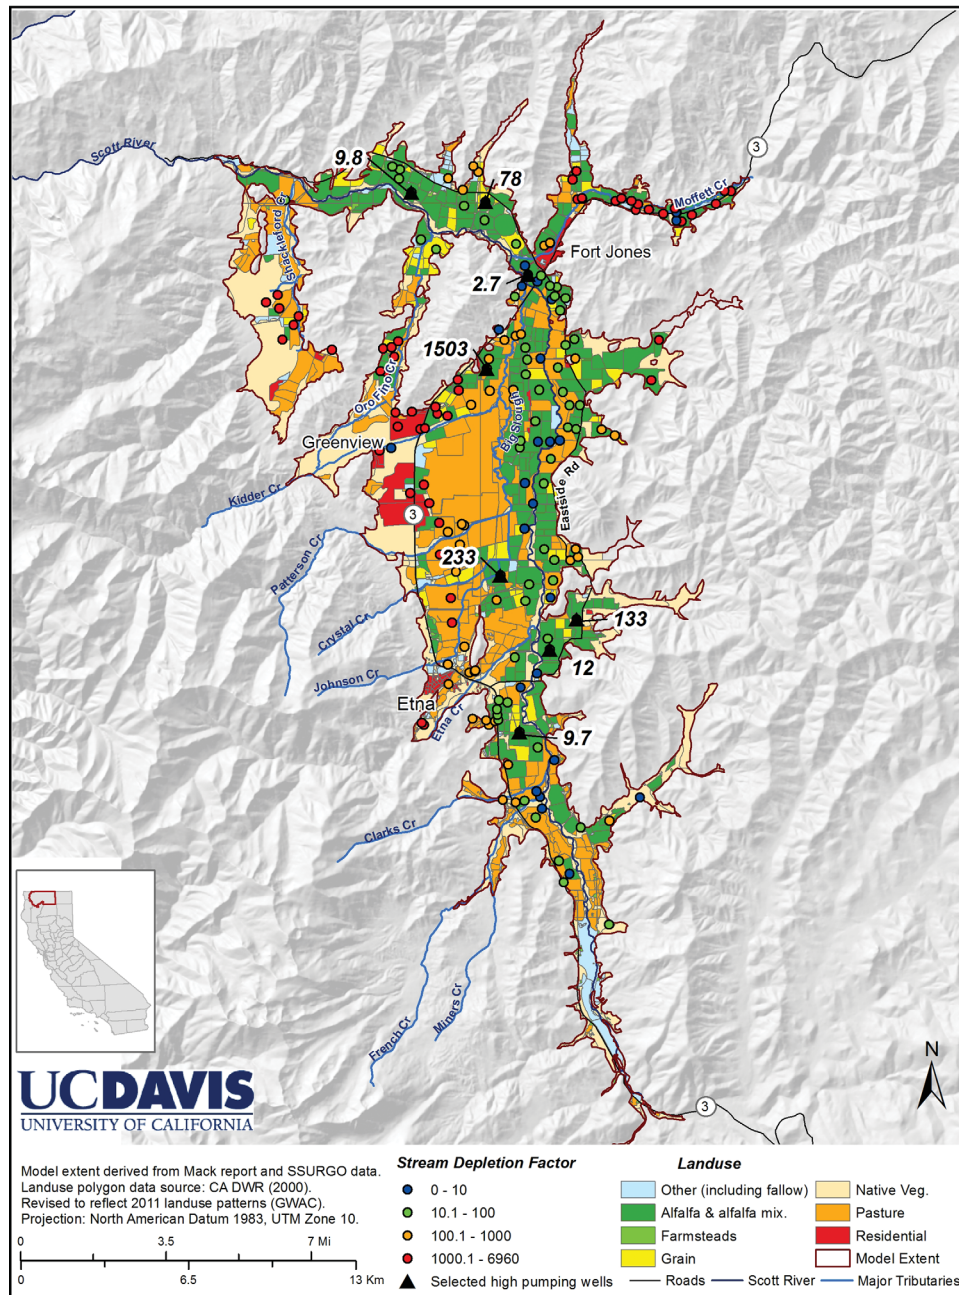 Scott River
9.8
78
3
Moffett Cr
Shackleford Cr
Fort Jones
2.7
1503
Oro Fino Cr
Big Slough
Greenview
Kidder Cr
Eastside Rd
3
Patterson Cr
233
Crystal Cr
133
12
Johnson Cr
Etna
Etna Cr
9.7
Clarks Cr
French Cr
Miners Cr
N
3
UCDAVIS
UNIVERSITY OF CALIFORNIA
Model extent derived from Mack report and SSURGO data.
Landuse polygon data source: CA DWR (2000).
Revised to reflect 2011 landuse patterns (GWAC).
Projection: North American Datum 1983, UTM Zone 10.
0 3.5 7 Mi
0 6.5 13 Km
Stream Depletion Factor
0 - 10
10.1 - 100
100.1 - 1000
1000.1 - 6960
Selected high pumping wells
Landuse
Other (including fallow)
Alfalfa & alfalfa mix.
Farmsteads
Grain
Native Veg.
Pasture
Residential
Model Extent
Roads
Scott River
Major Tributaries